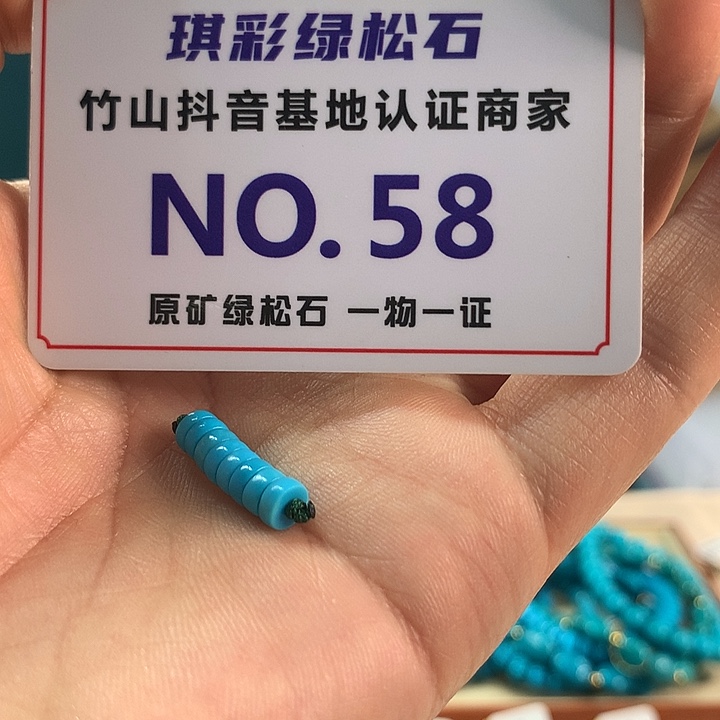 琪彩绿松石
竹山抖音基地认证商家
NO. 58
原矿绿松石 一物一证